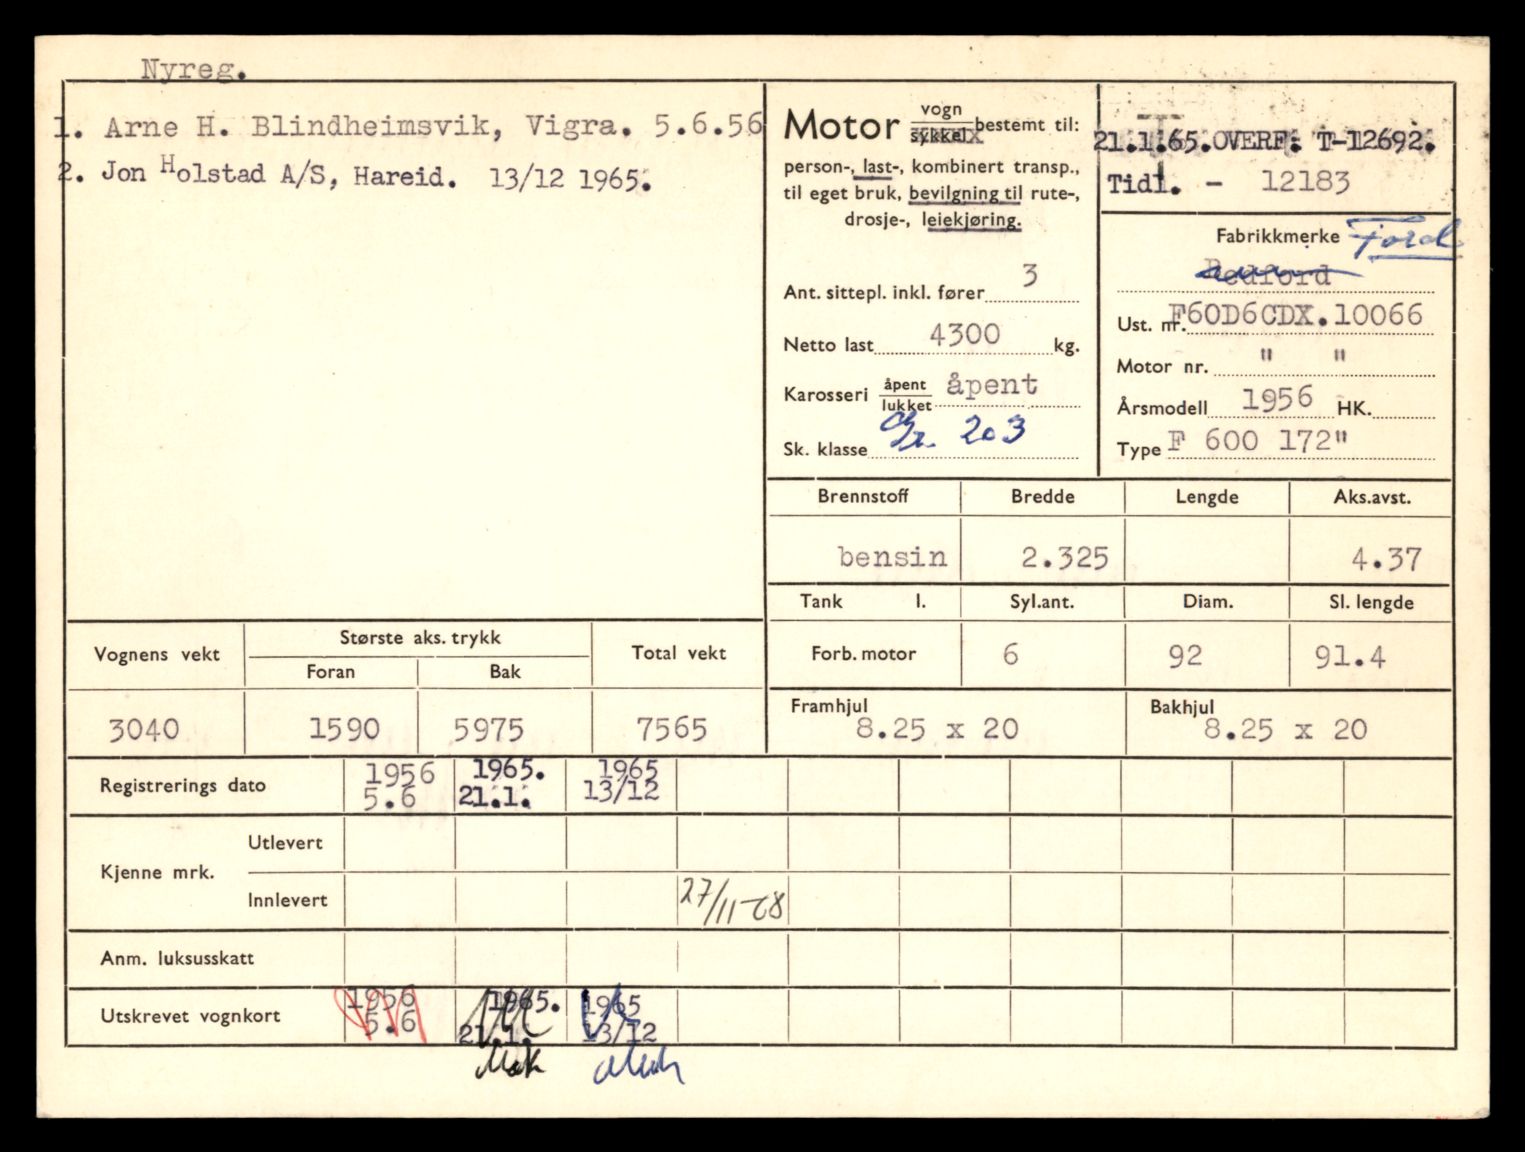 Nyreg.
1. Arne H. Blindheimsvik, Vigra. 5.6.56
2. Jon Holstad A/S, Hareid. 13/12 1965.
Motor vogn sykkel bestemt til:
person-, last-, kombinert transp.,
til eget bruk, bevilgning til rute-,
drosje-, leiekjøring.
Ant. sittepl. inkl. fører 3
Netto last 4300 kg.
Karosseri åpent lukket åpent
Sk. klasse 203
21.1.65.OVERF: T-12692.
Tidl. - 12183
Fabrikkmerke Ford
Bedford
Ust. nr. F60D6CDX.10066
Motor nr. " "
Årsmodell 1956 HK.
Type F 600 172"
Brennstoff Bredde Lengde Aks.avst.
bensin 2.325 4.37
Tank l. Syl.ant. Diam. Sl. lengde
Forb. motor 6 92 91.4
Framhjul Bakhjul
8.25 x 20 8.25 x 20
Vognens vekt Største aks. trykk Total vekt
Foran Bak
3040 1590 5975 7565
Registrerings dato 1956 5.6 1965. 21.1. 1965 13/12
Kjenne mrk. Utlevert
Innlevert 27/11-68
Anm. luksusskatt
Utskrevet vognkort 1956 5.6 1965. 21.1. 1965 13/12